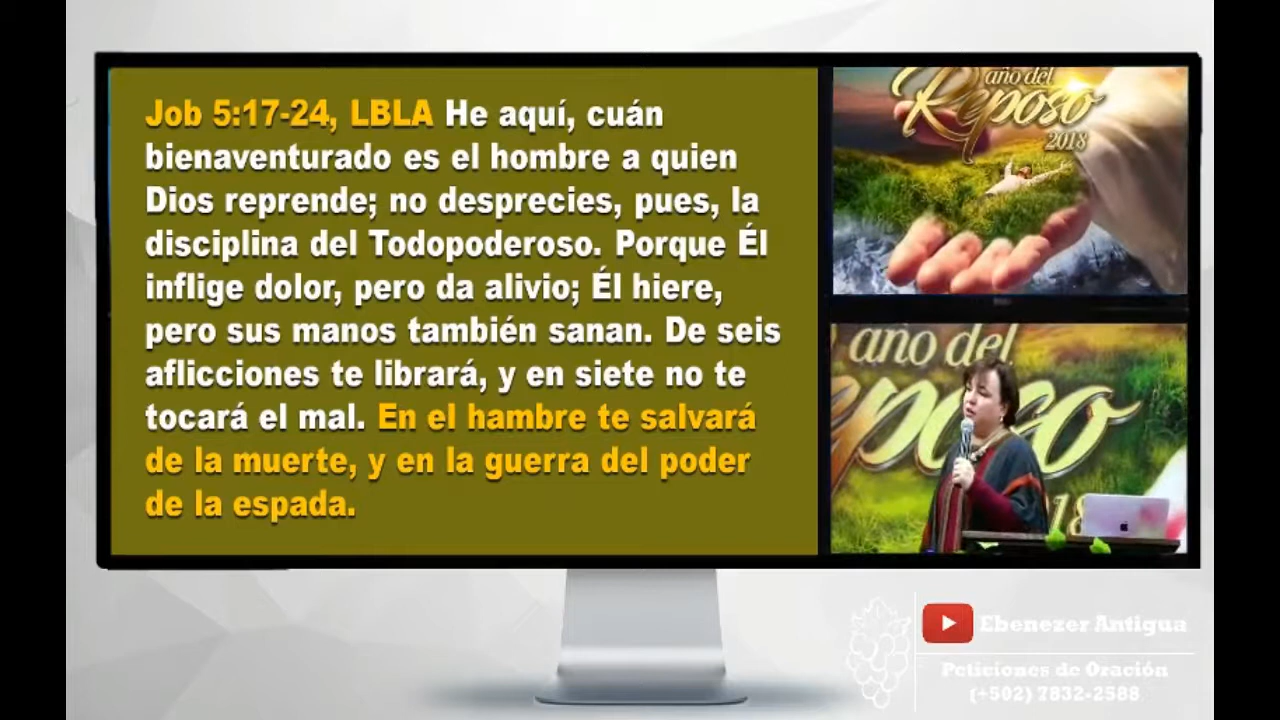 Job 5:17-24, LBLA He aquí, cuán
bienaventurado es el hombre a quien
Dios reprende; no desprecies, pues, la
disciplina del Todopoderoso. Porque Él
inflige dolor, pero da alivio; Él hiere,
pero sus manos también sanan. De seis
aflicciones te librará, y en siete no te
tocará el mal. En el hambre te salvará
de la muerte, y en la guerra del poder
de la espada.
año del
Reposo
2018
año del
eposo
18
Ebenezer Antigua
Peticiones de Oración
(+502) 7832-2588